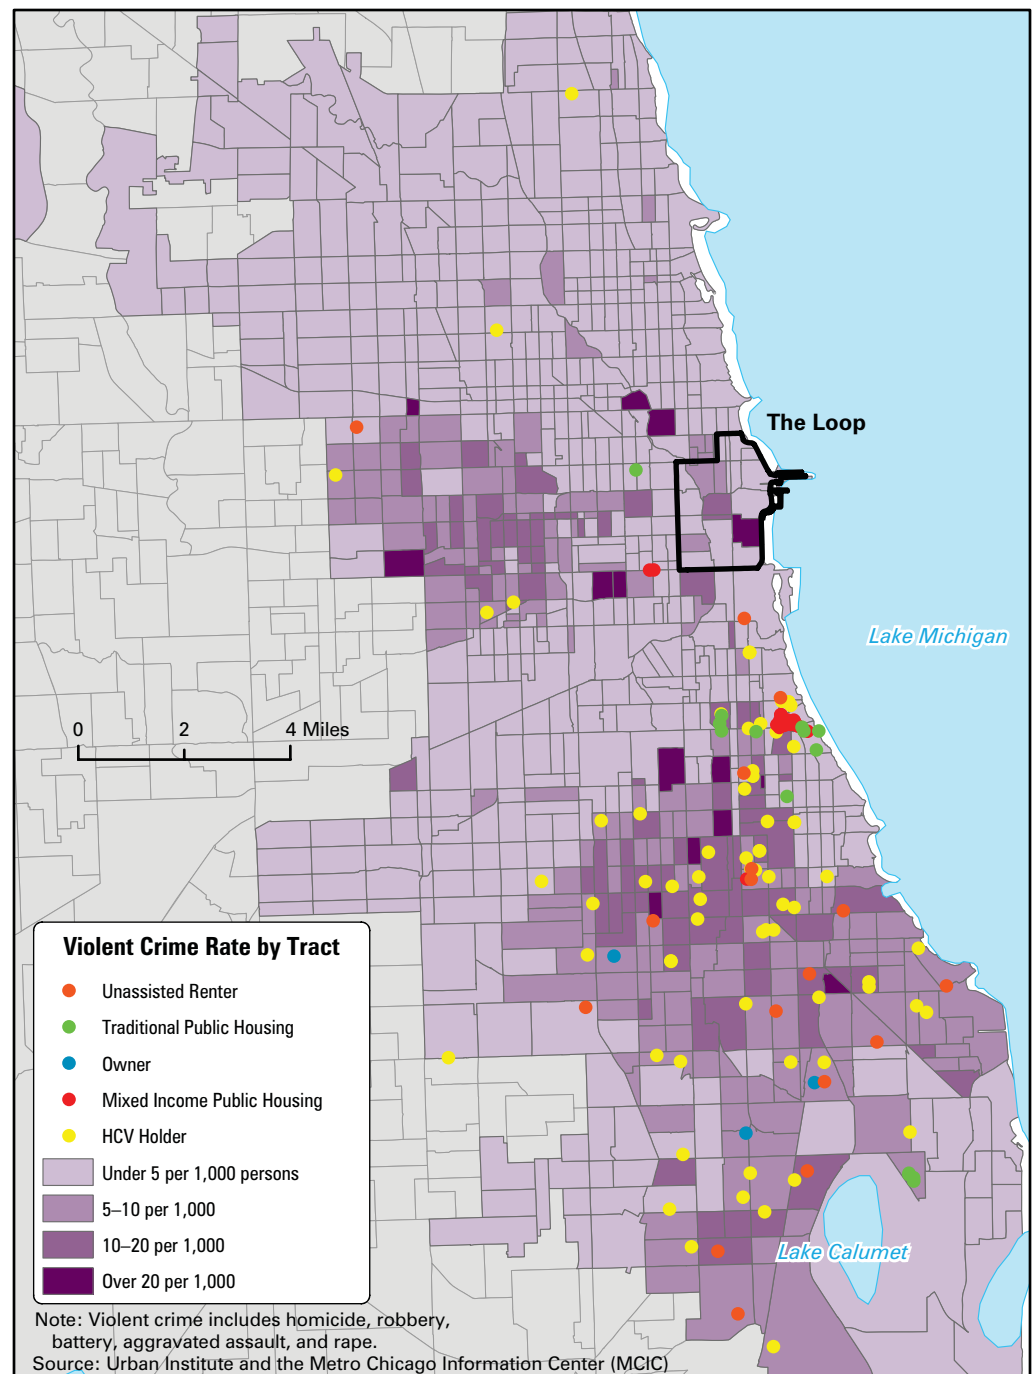 The Loop
Lake Michigan
0 2 4 Miles
Violent Crime Rate by Tract
Unassisted Renter
Traditional Public Housing
Owner
Mixed Income Public Housing
HCV Holder
Under 5 per 1,000 persons
5–10 per 1,000
10–20 per 1,000
Over 20 per 1,000
Lake Calumet
Note: Violent crime includes homicide, robbery,
battery, aggravated assault, and rape.
Source: Urban Institute and the Metro Chicago Information Center (MCIC)